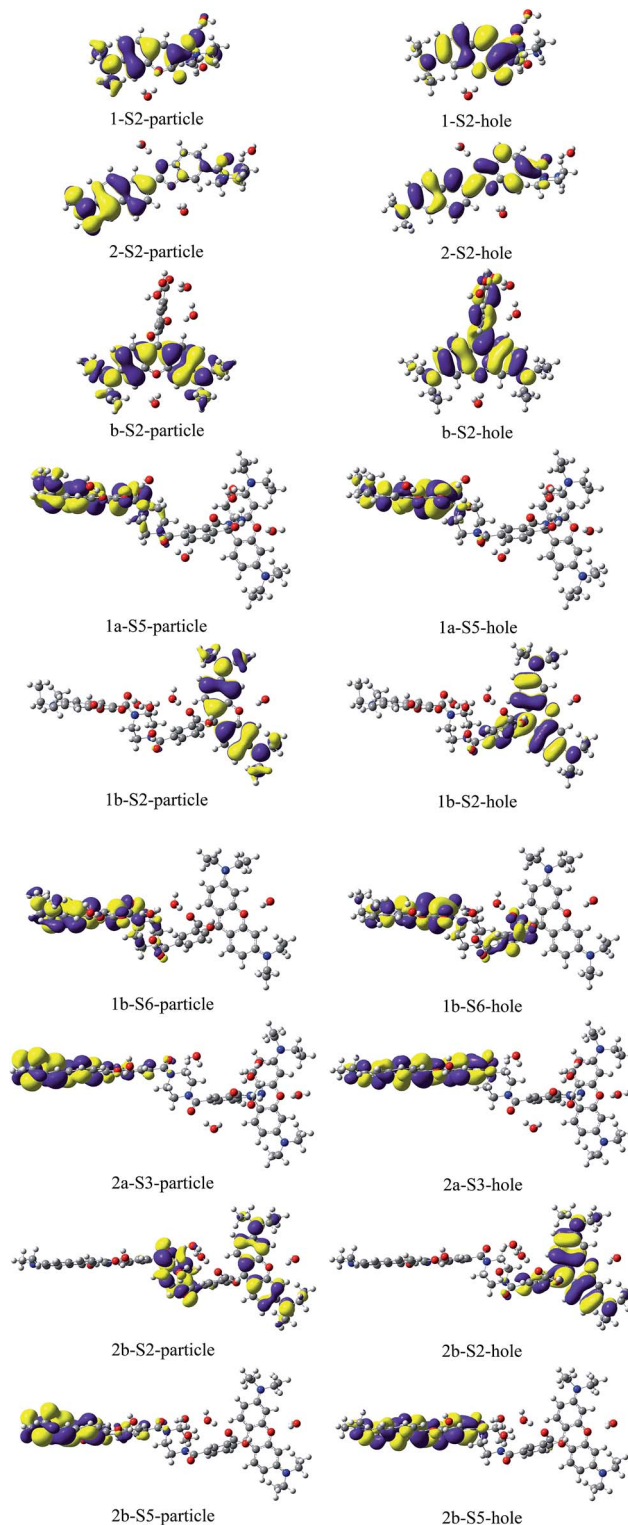 1-S2-particle 1-S2-hole
2-S2-particle 2-S2-hole
b-S2-particle b-S2-hole
1a-S5-particle 1a-S5-hole
1b-S2-particle 1b-S2-hole
1b-S6-particle 1b-S6-hole
2a-S3-particle 2a-S3-hole
2b-S2-particle 2b-S2-hole
2b-S5-particle 2b-S5-hole